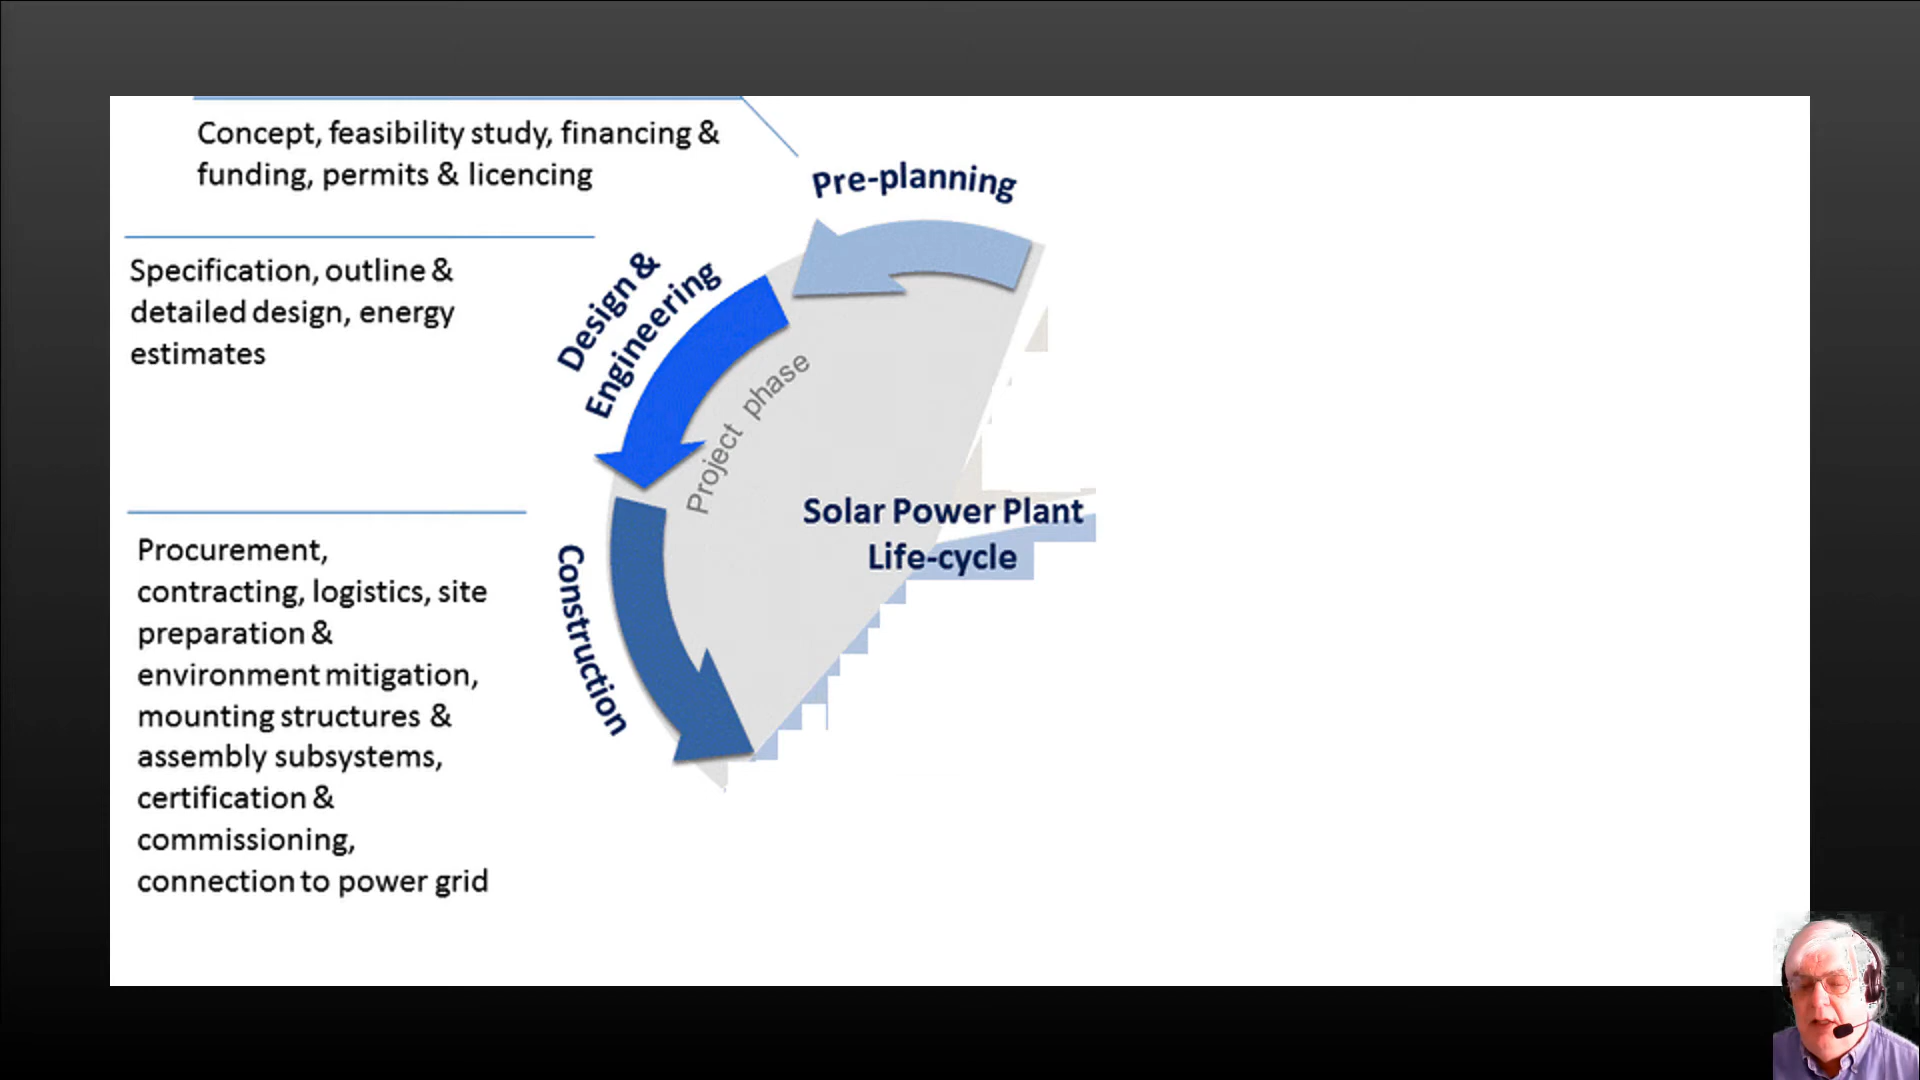 Concept, feasibility study, financing &
funding, permits & licencing
Pre-planning
Specification, outline &
detailed design, energy
estimates
Design &
Engineering
Project phase
Solar Power Plant
Life-cycle
Construction
Procurement,
contracting, logistics, site
preparation &
environment mitigation,
mounting structures &
assembly subsystems,
certification &
commissioning,
connection to power grid